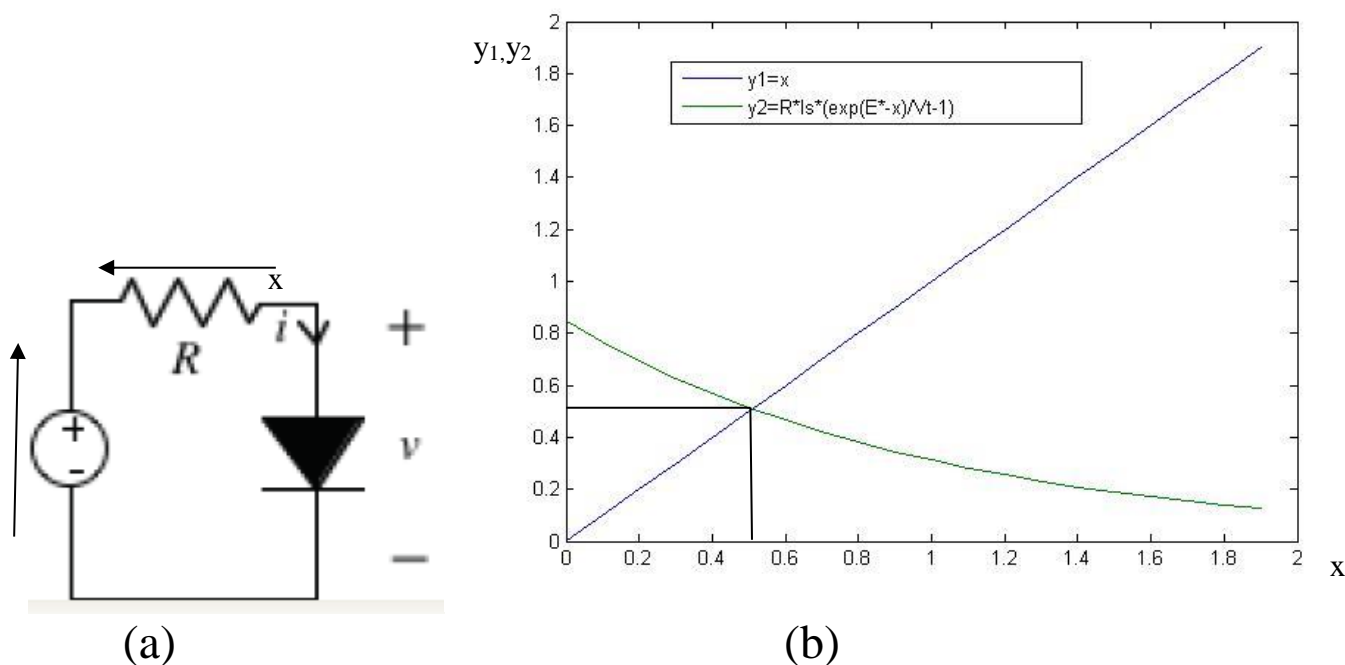 x
i
+
R
+
-
v
−
(a)
y₁,y₂
2
1.8
1.6
1.4
1.2
1
0.8
0.6
0.4
0.2
0
y1=x
y2=R*Is*(exp(E*-x)/Vt-1)
0 0.2 0.4 0.6 0.8 1 1.2 1.4 1.6 1.8 2
x
(b)